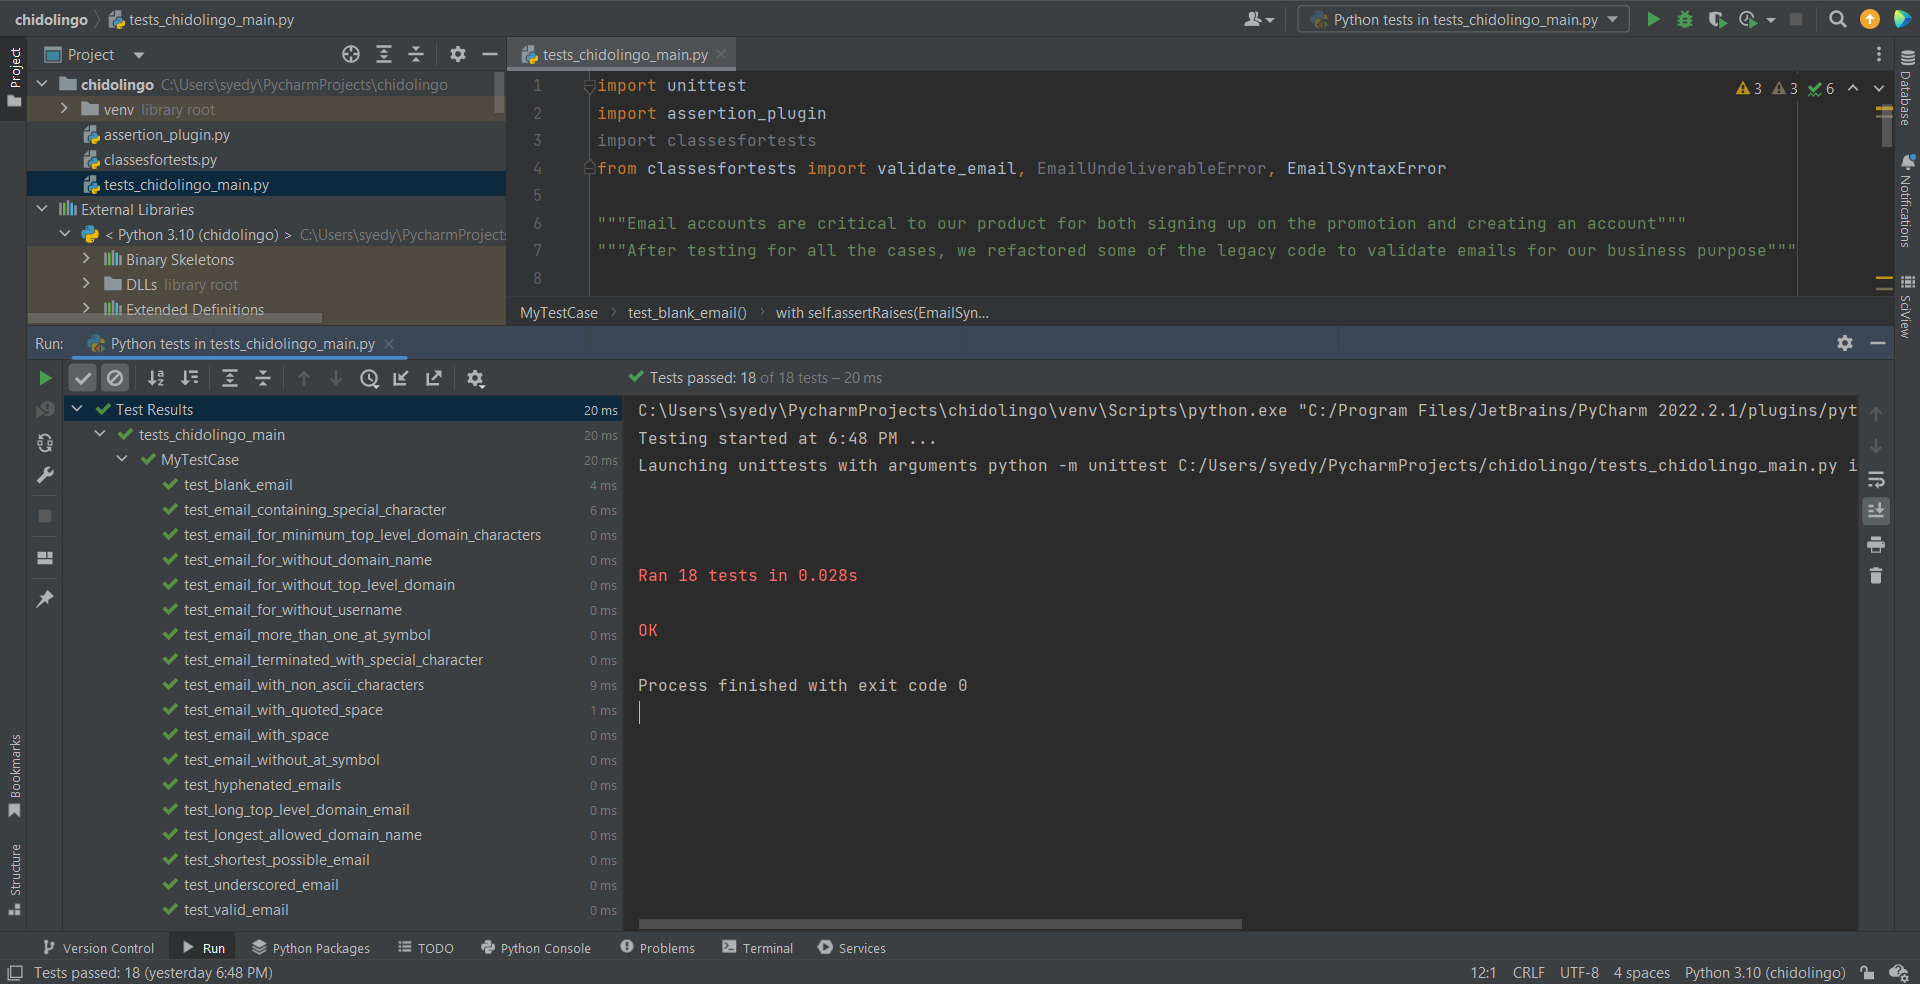 chidolingo tests_chidolingo_main.py
Python tests in tests_chidolingo_main.py
Project
Project
tests_chidolingo_main.py
chidolingo C:\Users\syedy\PycharmProjects\chidolingo
venv library root
assertion_plugin.py
classesfortests.py
tests_chidolingo_main.py
External Libraries
< Python 3.10 (chidolingo) > C:\Users\syedy\PycharmProjects
Binary Skeletons
DLLs library root
Extended Definitions
1 import unittest
2 import assertion_plugin
3 import classesfortests
4 from classesfortests import validate_email, EmailUndeliverableError, EmailSyntaxError
5
6 """Email accounts are critical to our product for both signing up on the promotion and creating an account"""
7 """After testing for all the cases, we refactored some of the legacy code to validate emails for our business purpose"""
8
3 3 6
MyTestCase test_blank_email() with self.assertRaises(EmailSyn...
Database
Notifications
SciView
Run: Python tests in tests_chidolingo_main.py
Tests passed: 18 of 18 tests – 20 ms
Test Results 20 ms
tests_chidolingo_main 20 ms
MyTestCase 20 ms
test_blank_email 4 ms
test_email_containing_special_character 6 ms
test_email_for_minimum_top_level_domain_characters 0 ms
test_email_for_without_domain_name 0 ms
test_email_for_without_top_level_domain 0 ms
test_email_for_without_username 0 ms
test_email_more_than_one_at_symbol 0 ms
test_email_terminated_with_special_character 0 ms
test_email_with_non_ascii_characters 9 ms
test_email_with_quoted_space 1 ms
test_email_with_space 0 ms
test_email_without_at_symbol 0 ms
test_hyphenated_emails 0 ms
test_long_top_level_domain_email 0 ms
test_longest_allowed_domain_name 0 ms
test_shortest_possible_email 0 ms
test_underscored_email 0 ms
test_valid_email 0 ms
C:\Users\syedy\PycharmProjects\chidolingo\venv\Scripts\python.exe "C:/Program Files/JetBrains/PyCharm 2022.2.1/plugins/pyt
Testing started at 6:48 PM ...
Launching unittests with arguments python -m unittest C:/Users/syedy/PycharmProjects/chidolingo/tests_chidolingo_main.py i
Ran 18 tests in 0.028s
OK
Process finished with exit code 0
Bookmarks
Structure
Version Control Run Python Packages TODO Python Console Problems Terminal Services
Tests passed: 18 (yesterday 6:48 PM)
12:1 CRLF UTF-8 4 spaces Python 3.10 (chidolingo)